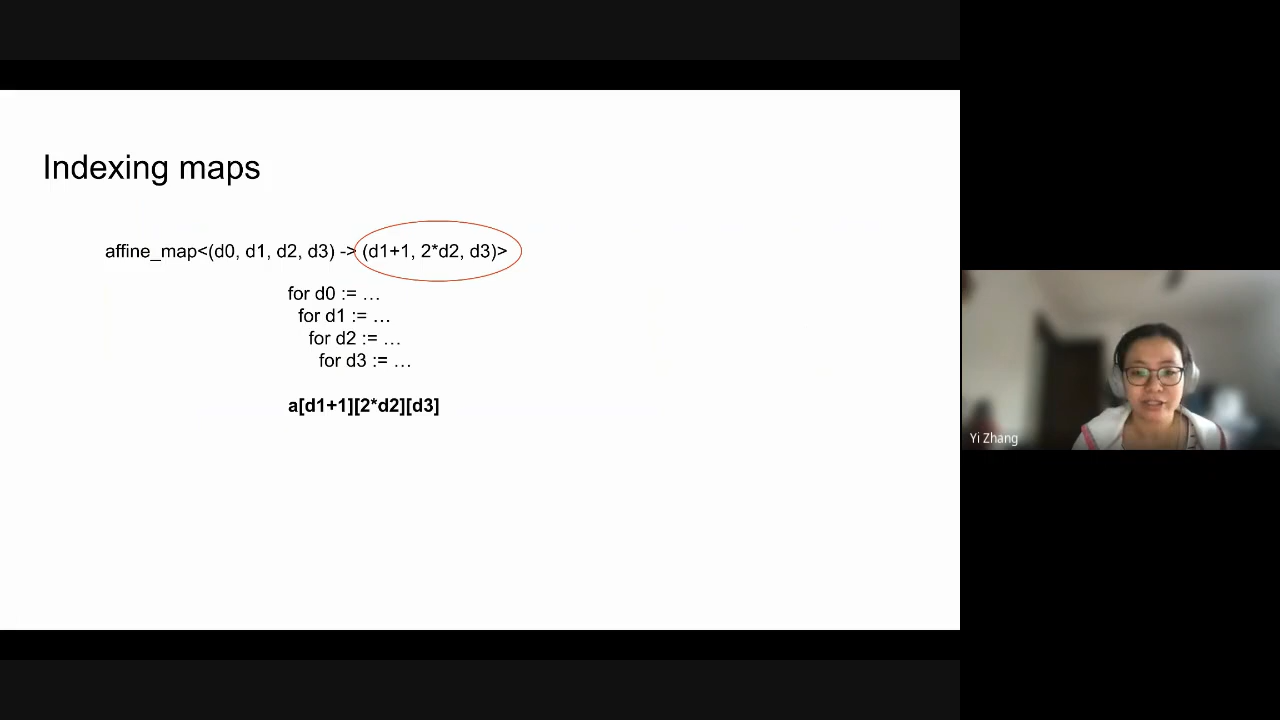 Indexing maps
affine_map<(d0, d1, d2, d3) -> (d1+1, 2*d2, d3)>
for d0 := …
for d1 := …
for d2 := …
for d3 := …
a[d1+1][2*d2][d3]
Yi Zhang